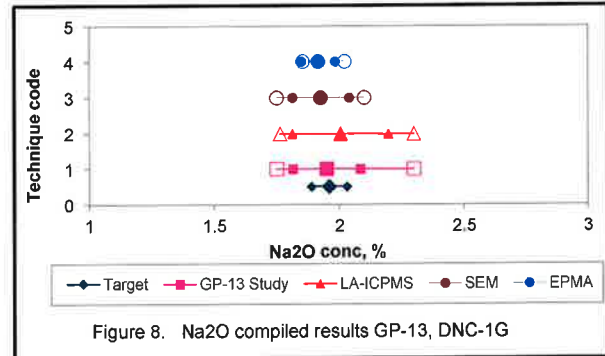 5
4
3
2
1
0
Technique code
1 1.5 2 2.5 3
Na2O conc, %
Target GP-13 Study LA-ICPMS SEM EPMA
Figure 8. Na2O compiled results GP-13, DNC-1G